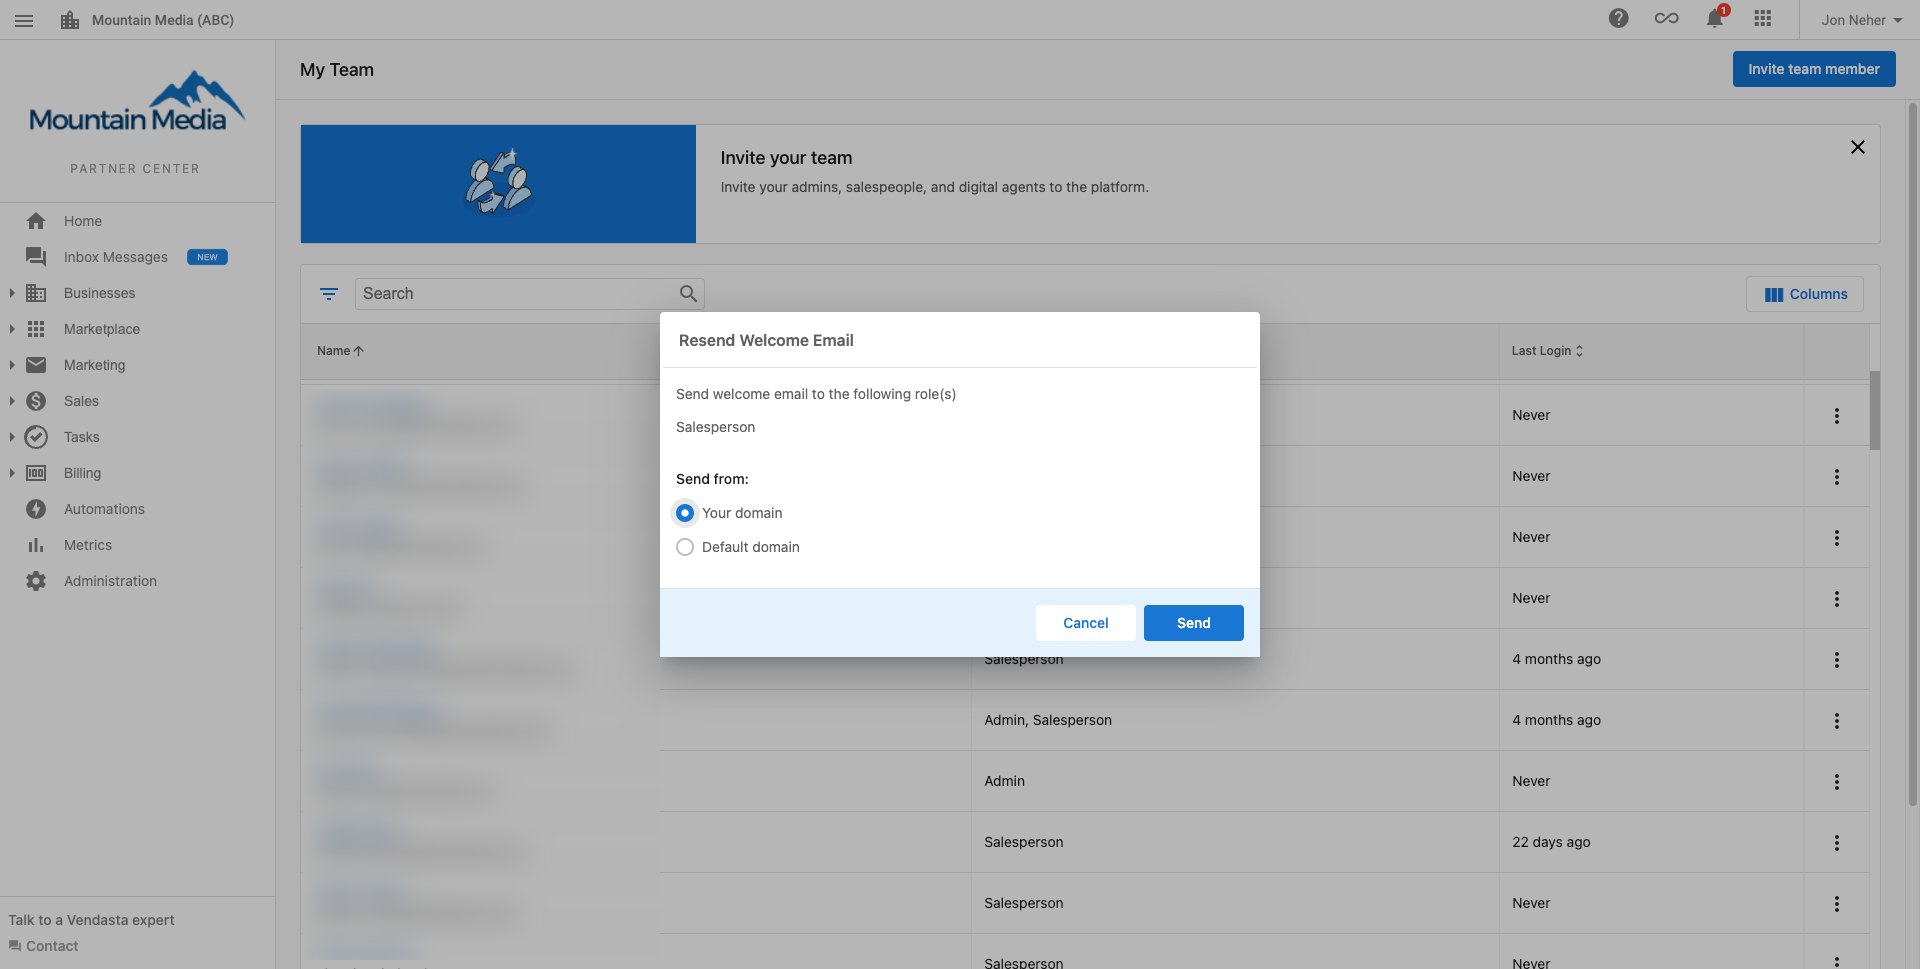 Mountain Media (ABC)
1
Jon Neher
Mountain Media
PARTNER CENTER
Home
Inbox Messages NEW
Businesses
Marketplace
Marketing
Sales
Tasks
Billing
Automations
Metrics
Administration
Talk to a Vendasta expert
Contact
My Team
Invite team member
Invite your team
Invite your admins, salespeople, and digital agents to the platform.
Search
Columns
Name
Last Login
Never
Never
Never
Never
Salesperson 4 months ago
Admin, Salesperson 4 months ago
Admin Never
Salesperson 22 days ago
Salesperson Never
Salesperson Never
Resend Welcome Email
Send welcome email to the following role(s)
Salesperson
Send from:
Your domain
Default domain
Cancel
Send